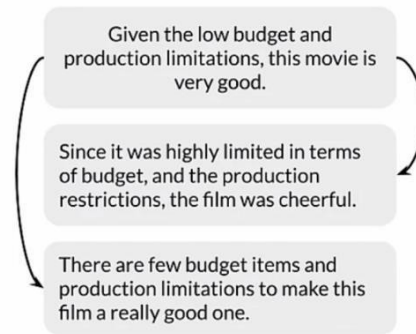 Given the low budget and
production limitations, this movie is
very good.
Since it was highly limited in terms
of budget, and the production
restrictions, the film was cheerful.
There are few budget items and
production limitations to make this
film a really good one.